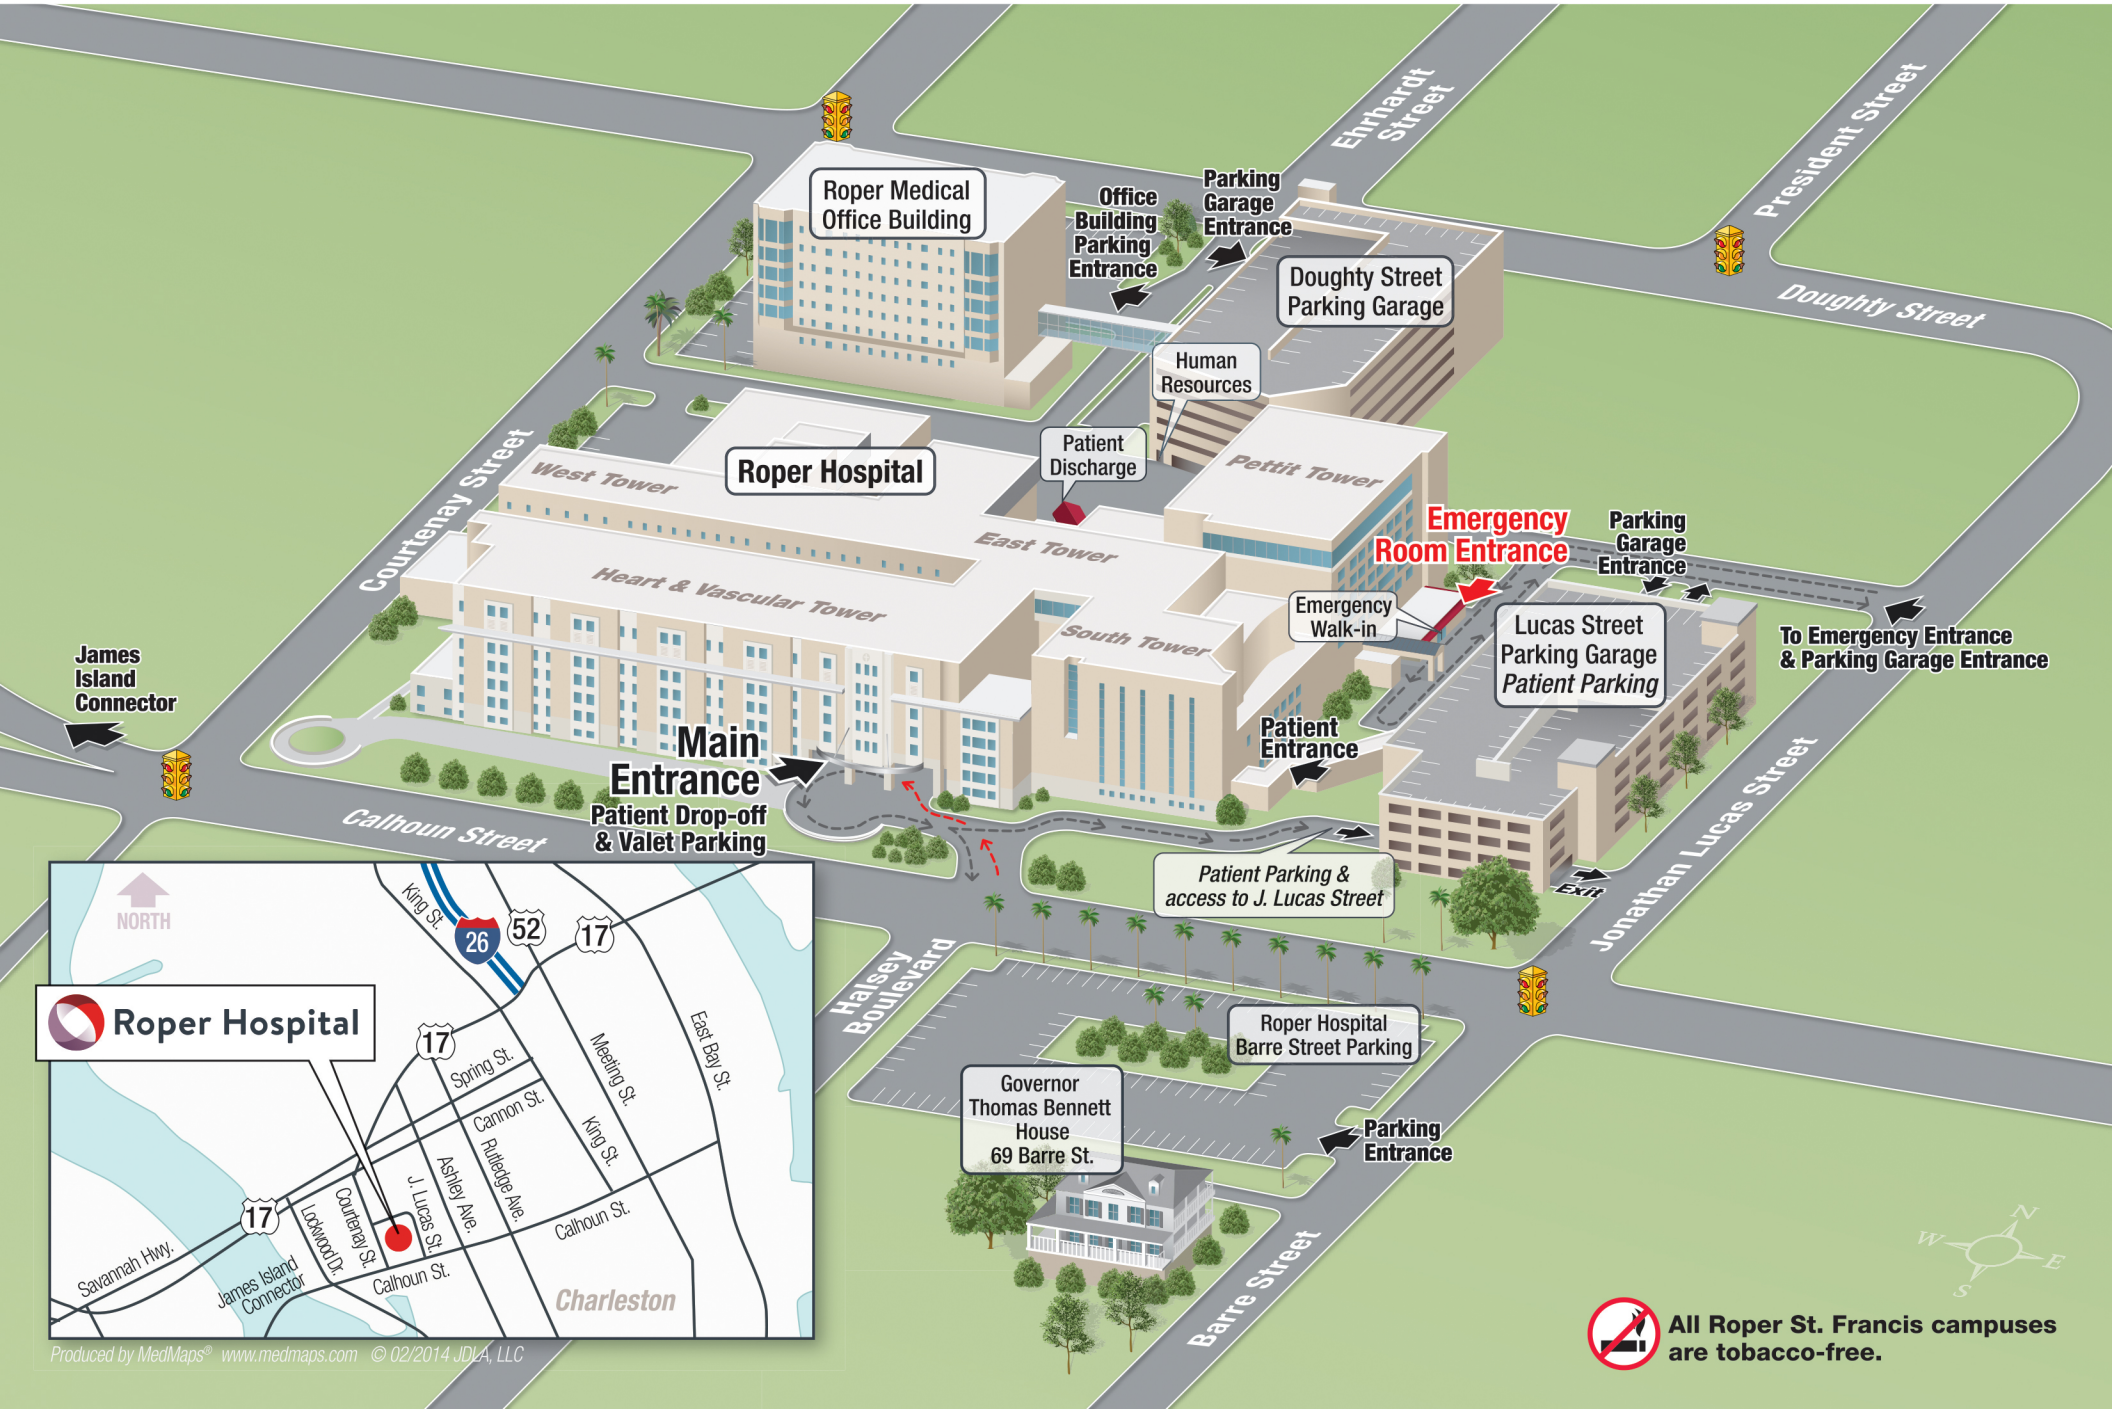 Ehrhardt
Street
President Street
Roper Medical
Office Building
Office
Building
Parking
Entrance
Parking
Garage
Entrance
Doughty Street
Parking Garage
Doughty Street
Human
Resources
Patient
Discharge
Courtenay Street
West Tower
Roper Hospital
Pettit Tower
East Tower
Heart & Vascular Tower
South Tower
Emergency
Room Entrance
Emergency
Walk-in
Parking
Garage
Entrance
Lucas Street
Parking Garage
Patient Parking
To Emergency Entrance
& Parking Garage Entrance
James
Island
Connector
Main
Entrance
Patient Drop-off
& Valet Parking
Patient
Entrance
Calhoun Street
Patient Parking &
access to J. Lucas Street
Exit
Jonathan Lucas Street
Halsey
Boulevard
Roper Hospital
Barre Street Parking
Governor
Thomas Bennett
House
69 Barre St.
Parking
Entrance
Barre Street
N
W
E
S
All Roper St. Francis campuses
are tobacco-free.
NORTH
King St.
26
52
17
Roper Hospital
17
Spring St.
Cannon St.
Meeting St.
East Bay St.
King St.
Rutledge Ave.
Ashley Ave.
J. Lucas St.
Courtenay St.
Lockwood Dr.
17
Savannah Hwy.
James Island
Connector
Calhoun St.
Calhoun St.
Charleston
Produced by MedMaps® www.medmaps.com © 02/2014 JDLA, LLC